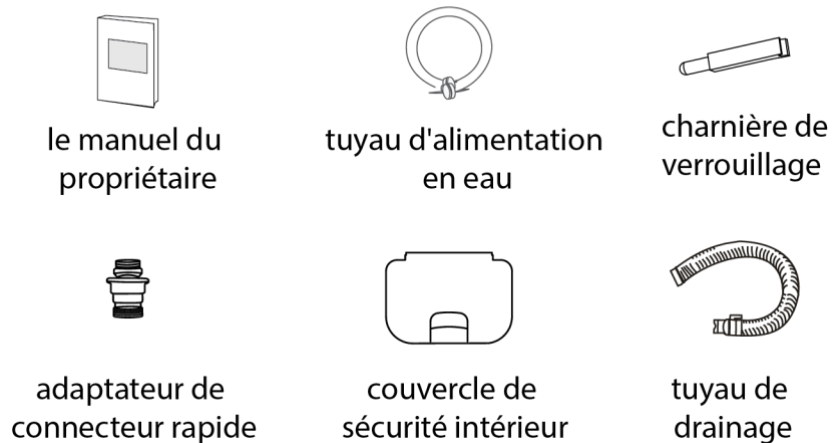 le manuel du
propriétaire
tuyau d'alimentation
en eau
charnière de
verrouillage
adaptateur de
connecteur rapide
couvercle de
sécurité intérieur
tuyau de
drainage